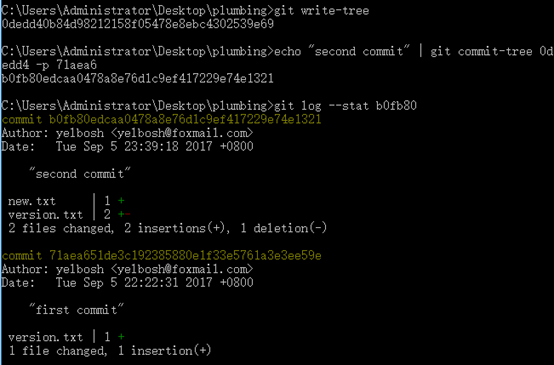 C:\Users\Administrator\Desktop\plumbing>git write-tree
0dedd40b84d98212158f05478e8ebc4302539e69
C:\Users\Administrator\Desktop\plumbing>echo "second commit" | git commit-tree 0d
edd4 -p 71aea6
b0fb80edcaa0478a8e76d1c9ef417229e74e1321
C:\Users\Administrator\Desktop\plumbing>git log --stat b0fb80
commit b0fb80edcaa0478a8e76d1c9ef417229e74e1321
Author: yelbosh <yelbosh@foxmail.com>
Date:   Tue Sep 5 23:39:18 2017 +0800
"second commit"
new.txt     | 1 +
version.txt | 2 +-
2 files changed, 2 insertions(+), 1 deletion(-)
commit 71aea651de3c192385880e1f33e5761a3e3ee59e
Author: yelbosh <yelbosh@foxmail.com>
Date:   Tue Sep 5 22:22:31 2017 +0800
"first commit"
version.txt | 1 +
1 file changed, 1 insertion(+)